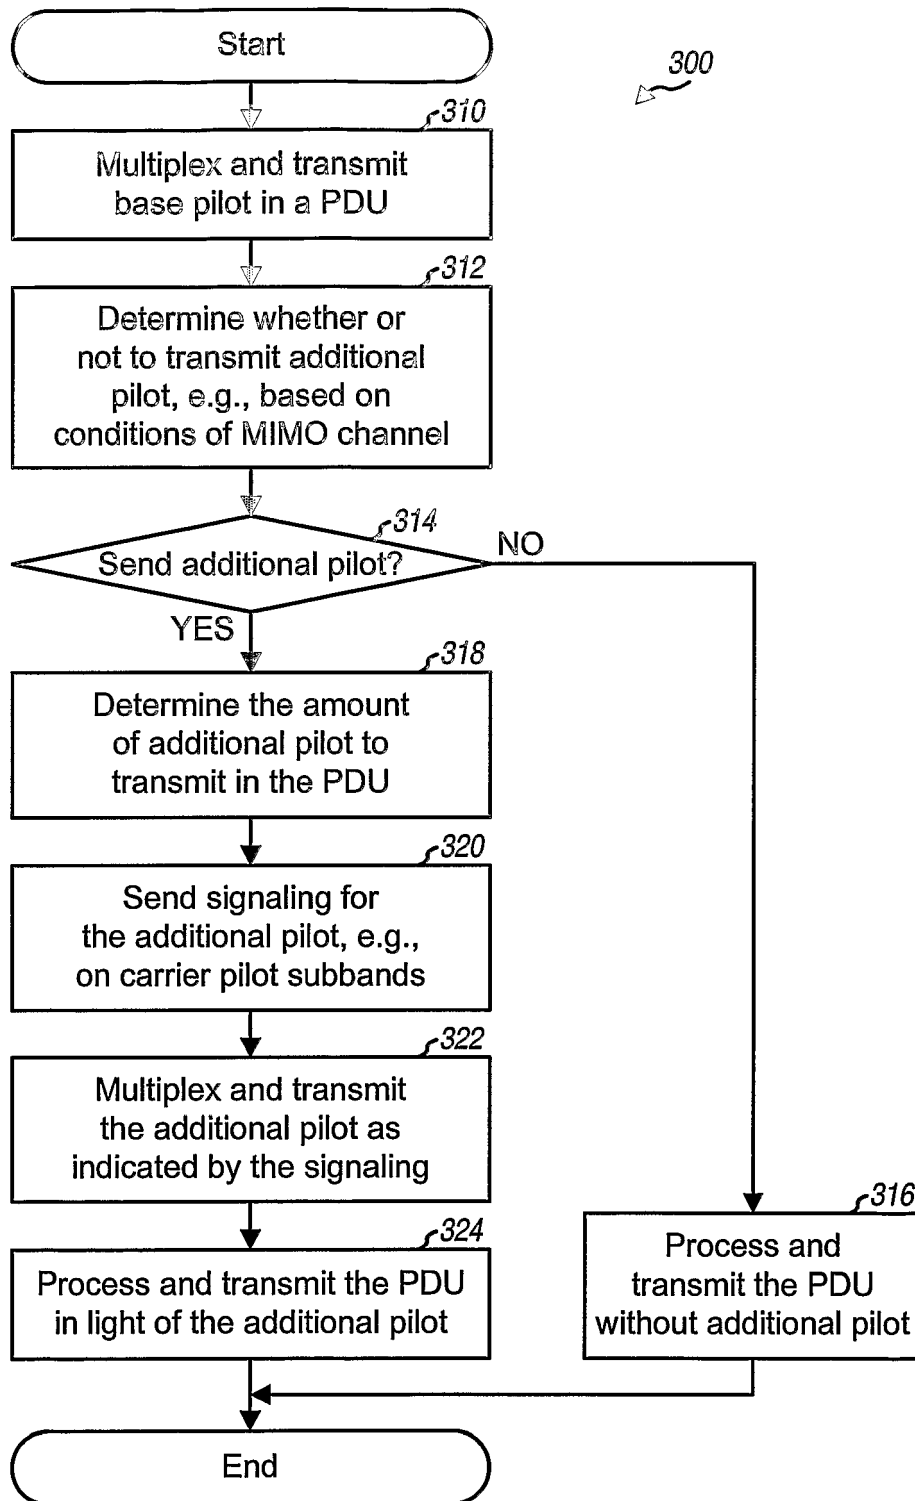 Start
300
310
Multiplex and transmit
base pilot in a PDU
312
Determine whether or
not to transmit additional
pilot, e.g., based on
conditions of MIMO channel
314
Send additional pilot?
NO
YES
318
Determine the amount
of additional pilot to
transmit in the PDU
320
Send signaling for
the additional pilot, e.g.,
on carrier pilot subbands
322
Multiplex and transmit
the additional pilot as
indicated by the signaling
324
Process and transmit the PDU
in light of the additional pilot
316
Process and
transmit the PDU
without additional pilot
End